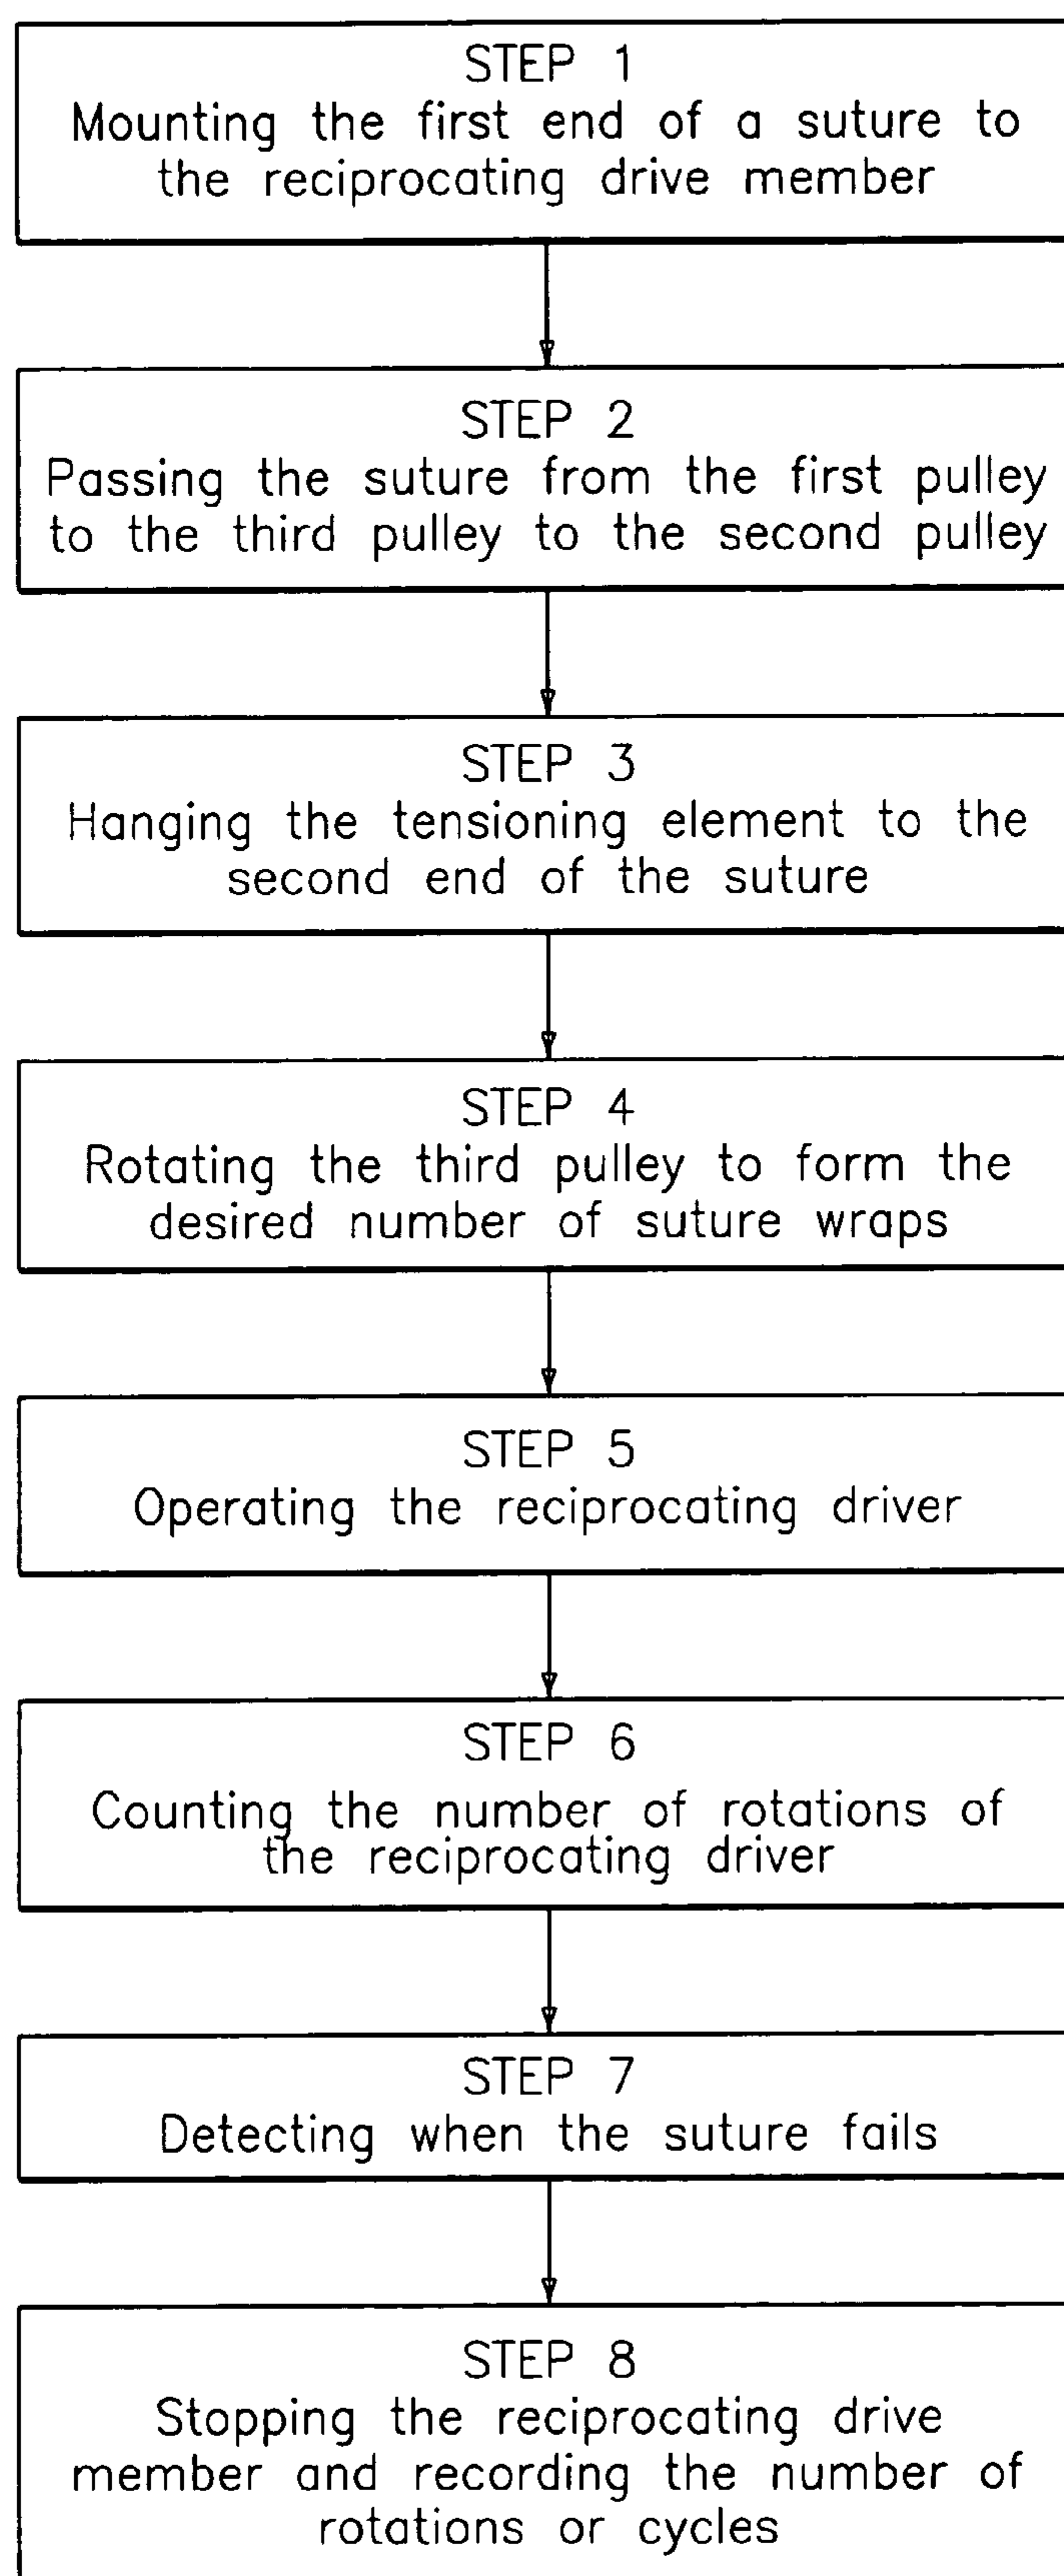 STEP 1
Mounting the first end of a suture to
the reciprocating drive member
STEP 2
Passing the suture from the first pulley
to the third pulley to the second pulley
STEP 3
Hanging the tensioning element to the
second end of the suture
STEP 4
Rotating the third pulley to form the
desired number of suture wraps
STEP 5
Operating the reciprocating driver
STEP 6
Counting the number of rotations of
the reciprocating driver
STEP 7
Detecting when the suture fails
STEP 8
Stopping the reciprocating drive
member and recording the number of
rotations or cycles